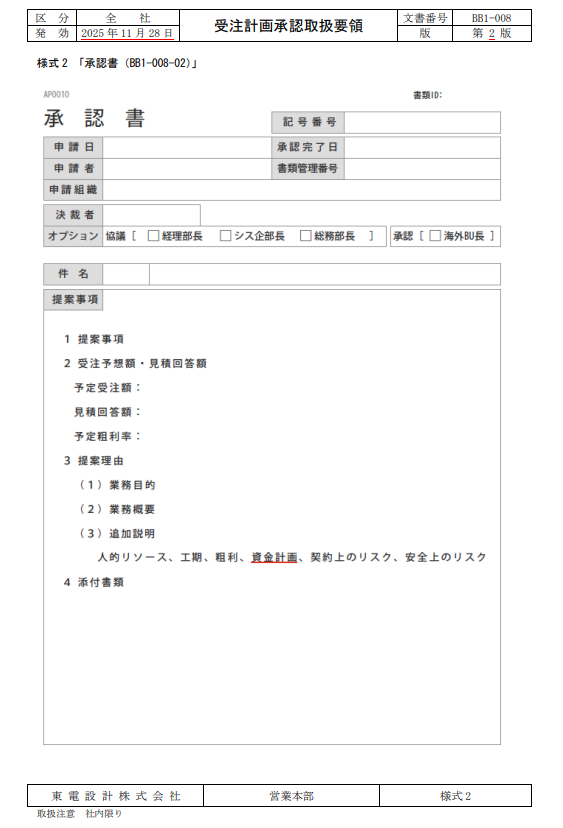 区 分 全 社 受注計画承認取扱要領 文書番号 BB1-008
発 効 2025年11月28日 版 第 2 版
様式2 「承認書（BB1-008-02）」
AP0010 書類ID：
承 認 書 記号番号
申請日 承認完了日
申請者 書類管理番号
申請組織
決裁者
オプション 協議［ □ 経理部長 □ シス企部長 □ 総務部長 ］ 承認［ □ 海外BU長 ］
件 名
提案事項
1 提案事項
2 受注予想額・見積回答額
予定受注額：
見積回答額：
予定粗利率：
3 提案理由
（1）業務目的
（2）業務概要
（3）追加説明
人的リソース、工期、粗利、資金計画、契約上のリスク、安全上のリスク
4 添付書類
東電設計株式会社 営業本部 様式2
取扱注意 社内限り